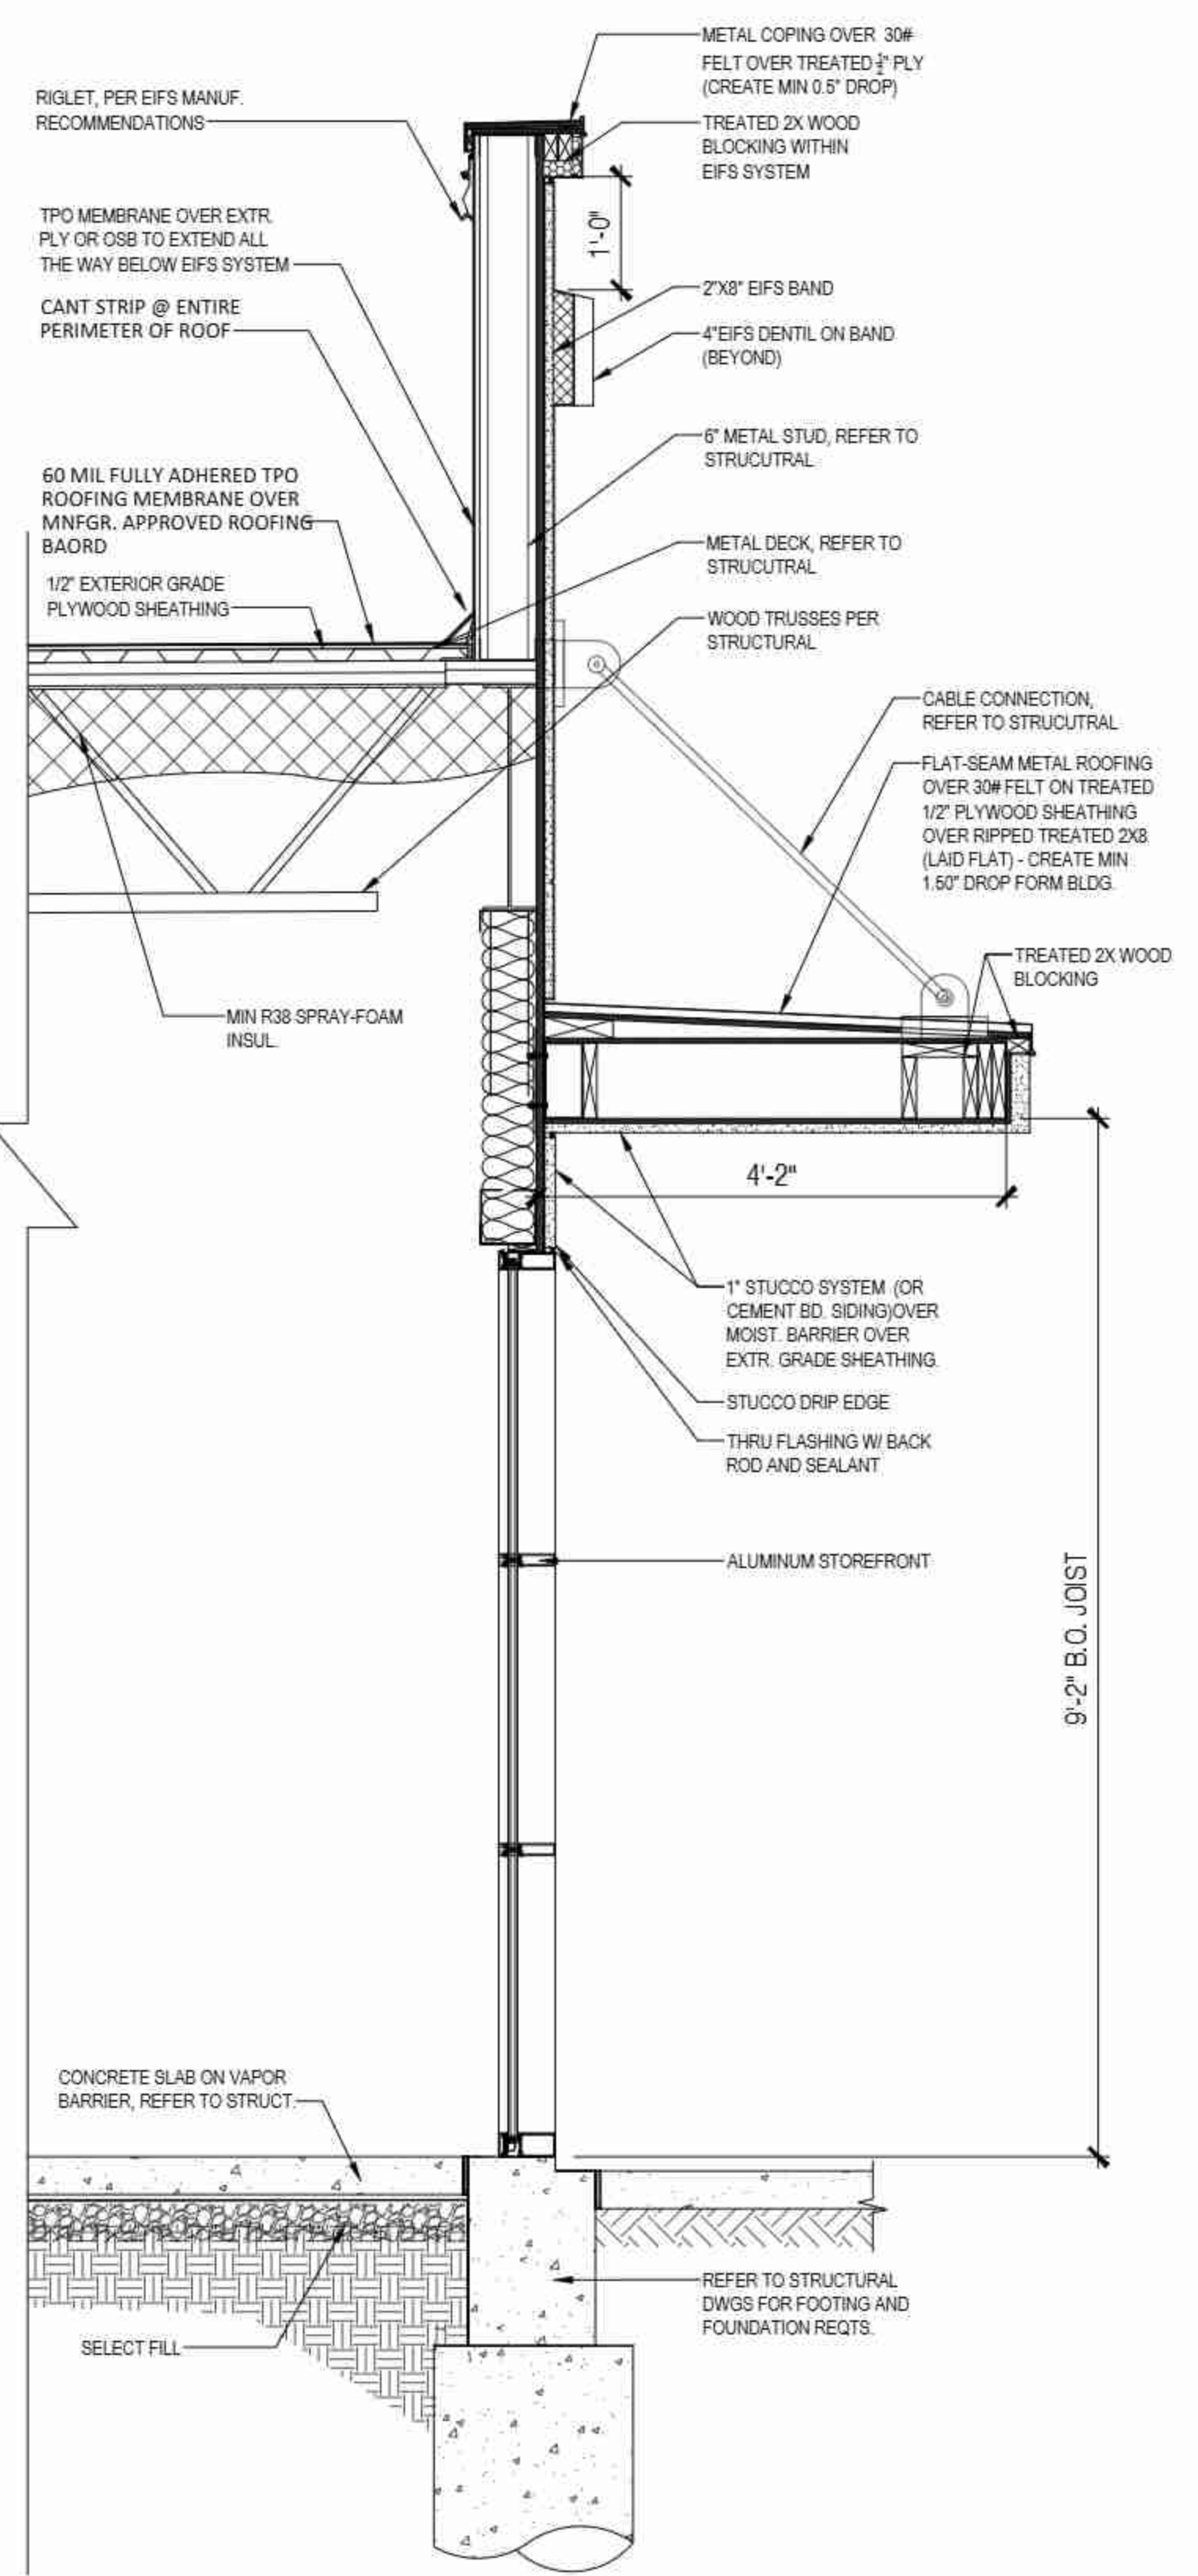 METAL COPING OVER 30#
FELT OVER TREATED ½" PLY
(CREATE MIN 0.5" DROP)
RIGLET, PER EIFS MANUF.
RECOMMENDATIONS
TREATED 2X WOOD
BLOCKING WITHIN
EIFS SYSTEM
TPO MEMBRANE OVER EXTR.
PLY OR OSB TO EXTEND ALL
THE WAY BELOW EIFS SYSTEM
1'-0"
CANT STRIP @ ENTIRE
PERIMETER OF ROOF
2"X8" EIFS BAND
4"EIFS DENTIL ON BAND
(BEYOND)
6" METAL STUD, REFER TO
STRUCUTRAL
60 MIL FULLY ADHERED TPO
ROOFING MEMBRANE OVER
MNFGR. APPROVED ROOFING
BAORD
METAL DECK, REFER TO
STRUCUTRAL
1/2" EXTERIOR GRADE
PLYWOOD SHEATHING
WOOD TRUSSES PER
STRUCTURAL
CABLE CONNECTION,
REFER TO STRUCUTRAL
FLAT-SEAM METAL ROOFING
OVER 30# FELT ON TREATED
1/2" PLYWOOD SHEATHING
OVER RIPPED TREATED 2X8
(LAID FLAT) - CREATE MIN
1.50" DROP FORM BLDG.
TREATED 2X WOOD
BLOCKING
MIN R38 SPRAY-FOAM
INSUL.
4'-2"
1" STUCCO SYSTEM (OR
CEMENT BD. SIDING)OVER
MOIST. BARRIER OVER
EXTR. GRADE SHEATHING.
STUCCO DRIP EDGE
THRU FLASHING W/ BACK
ROD AND SEALANT
ALUMINUM STOREFRONT
9'-2" B.O. JOIST
CONCRETE SLAB ON VAPOR
BARRIER, REFER TO STRUCT.
REFER TO STRUCTURAL
DWGS FOR FOOTING AND
FOUNDATION REQTS.
SELECT FILL